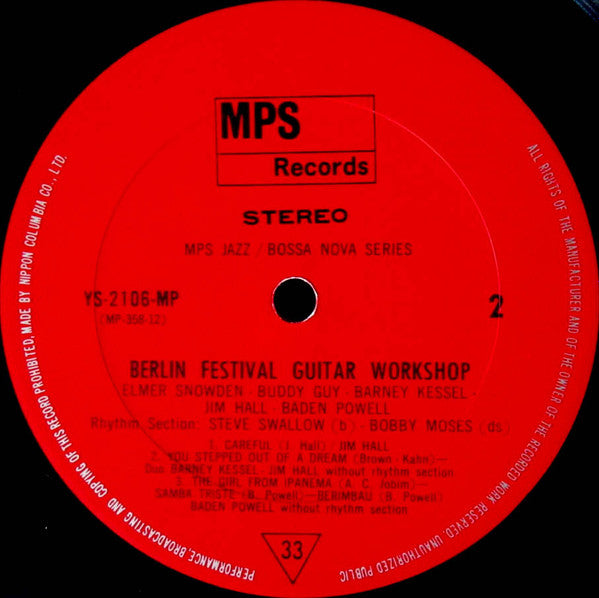 MPS
Records
STEREO
MPS JAZZ / BOSSA NOVA SERIES
YS-2106-MP
(MP-358-12)
2
BERLIN FESTIVAL GUITAR WORKSHOP
ELMER SNOWDEN · BUDDY GUY · BARNEY KESSEL ·
JIM HALL · BADEN POWELL
Rhythm Section: STEVE SWALLOW (b) · BOBBY MOSES (ds)
1. CAREFUL (J. Hall) / JIM HALL
2. YOU STEPPED OUT OF A DREAM (Brown · Kahn)—
Duo BARNEY KESSEL · JIM HALL without rhythm section
3. THE GIRL FROM IPANEMA (A. C. Jobim)—
SAMBA TRISTE (B. Powell)—BERIMBAU (B. Powell)
BADEN POWELL without rhythm section
33
ALL RIGHTS OF THE MANUFACTURER AND OF THE OWNER OF THE RECORDED WORK RESERVED. UNAUTHORIZED PUBLIC
PERFORMANCE, BROADCASTING AND COPYING OF THIS RECORD PROHIBITED, MADE BY NIPPON COLUMBIA CO., LTD.